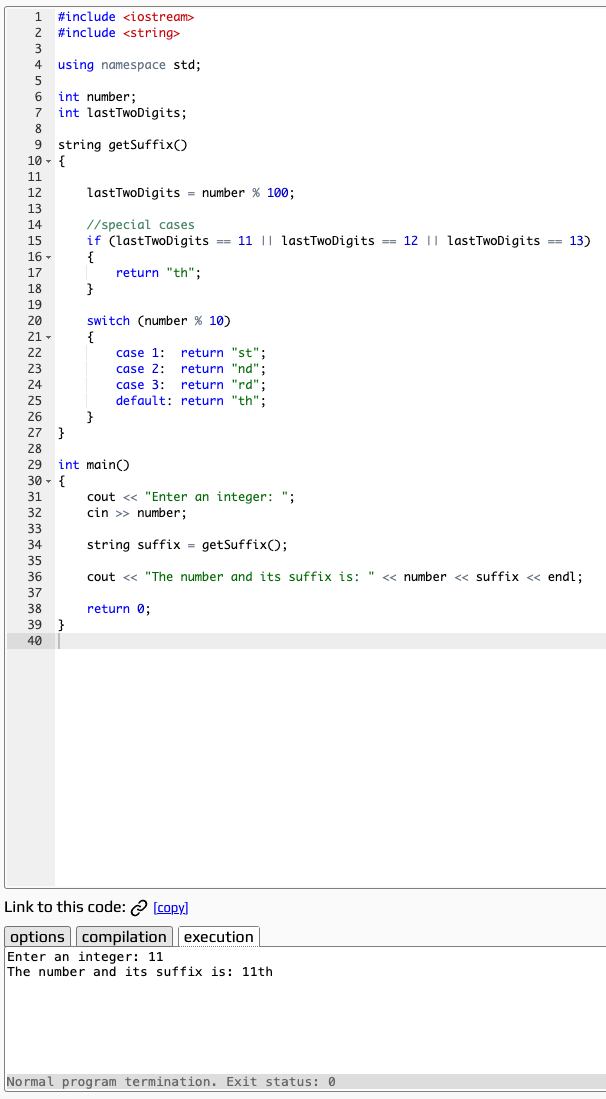 1 #include <iostream>
2 #include <string>
3
4 using namespace std;
5
6 int number;
7 int lastTwoDigits;
8
9 string getSuffix()
10 {
11
12     lastTwoDigits = number % 100;
13
14     //special cases
15     if (lastTwoDigits == 11 || lastTwoDigits == 12 || lastTwoDigits == 13)
16     {
17         return "th";
18     }
19
20     switch (number % 10)
21     {
22         case 1:  return "st";
23         case 2:  return "nd";
24         case 3:  return "rd";
25         default: return "th";
26     }
27 }
28
29 int main()
30 {
31     cout << "Enter an integer: ";
32     cin >> number;
33
34     string suffix = getSuffix();
35
36     cout << "The number and its suffix is: " << number << suffix << endl;
37
38     return 0;
39 }
40
Link to this code: [copy]
options compilation execution
Enter an integer: 11
The number and its suffix is: 11th
Normal program termination. Exit status: 0